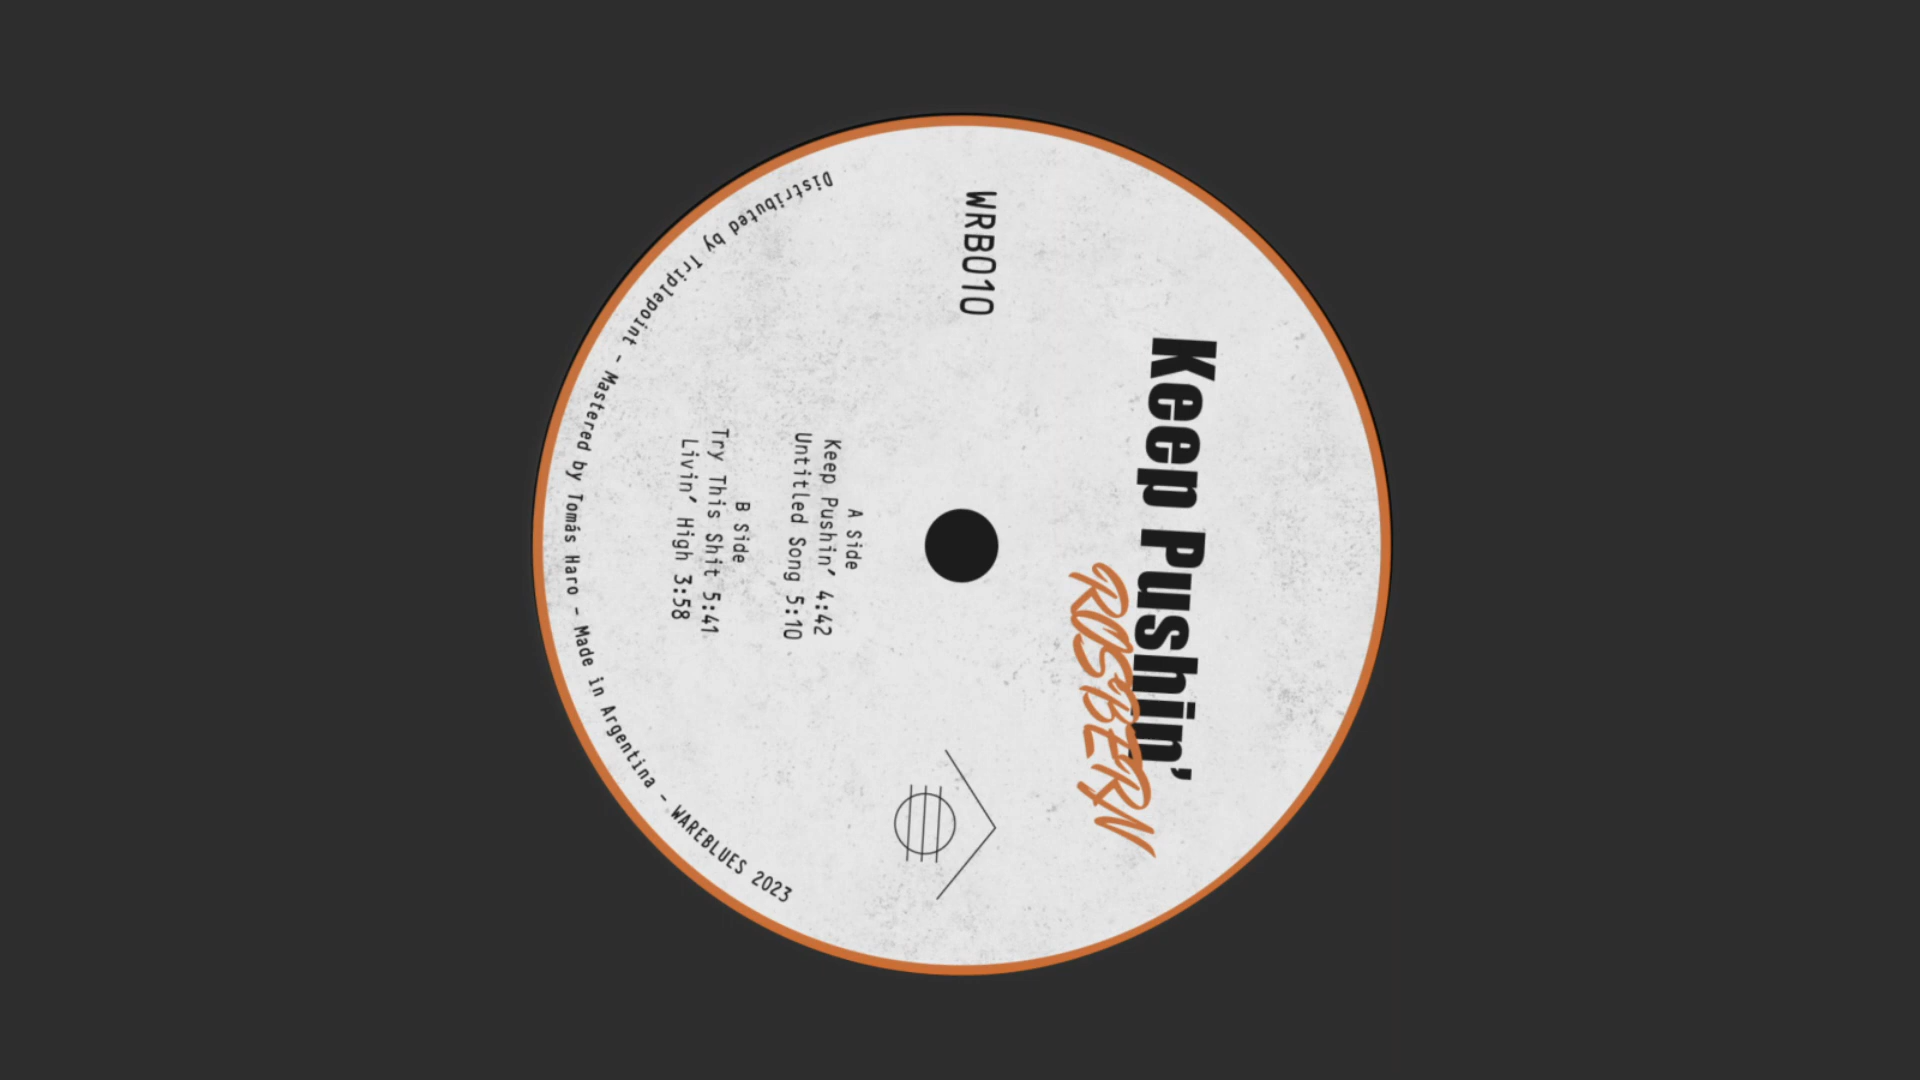 Keep Pushin'
ROSBERN
WRB010
A Side
Keep Pushin' 4:42
Untitled Song 5:10
B Side
Try This Shit 5:41
Livin' High 3:58
Distributed by Triplepoint - Mastered by Tomás Haro - Made in Argentina - WAREBLUES 2023